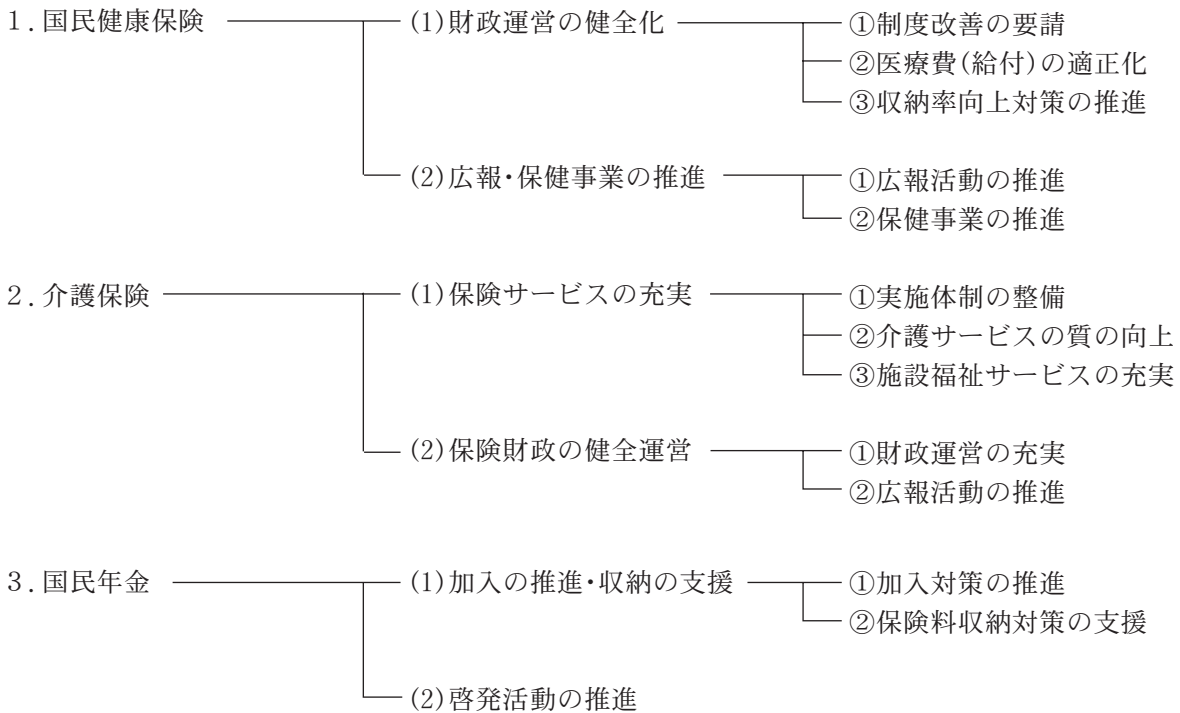 1．国民健康保険 (1)財政運営の健全化 ①制度改善の要請
②医療費(給付)の適正化
③収納率向上対策の推進
(2)広報・保健事業の推進 ①広報活動の推進
②保健事業の推進
2．介護保険 (1)保険サービスの充実 ①実施体制の整備
②介護サービスの質の向上
③施設福祉サービスの充実
(2)保険財政の健全運営 ①財政運営の充実
②広報活動の推進
3．国民年金 (1)加入の推進・収納の支援 ①加入対策の推進
②保険料収納対策の支援
(2)啓発活動の推進